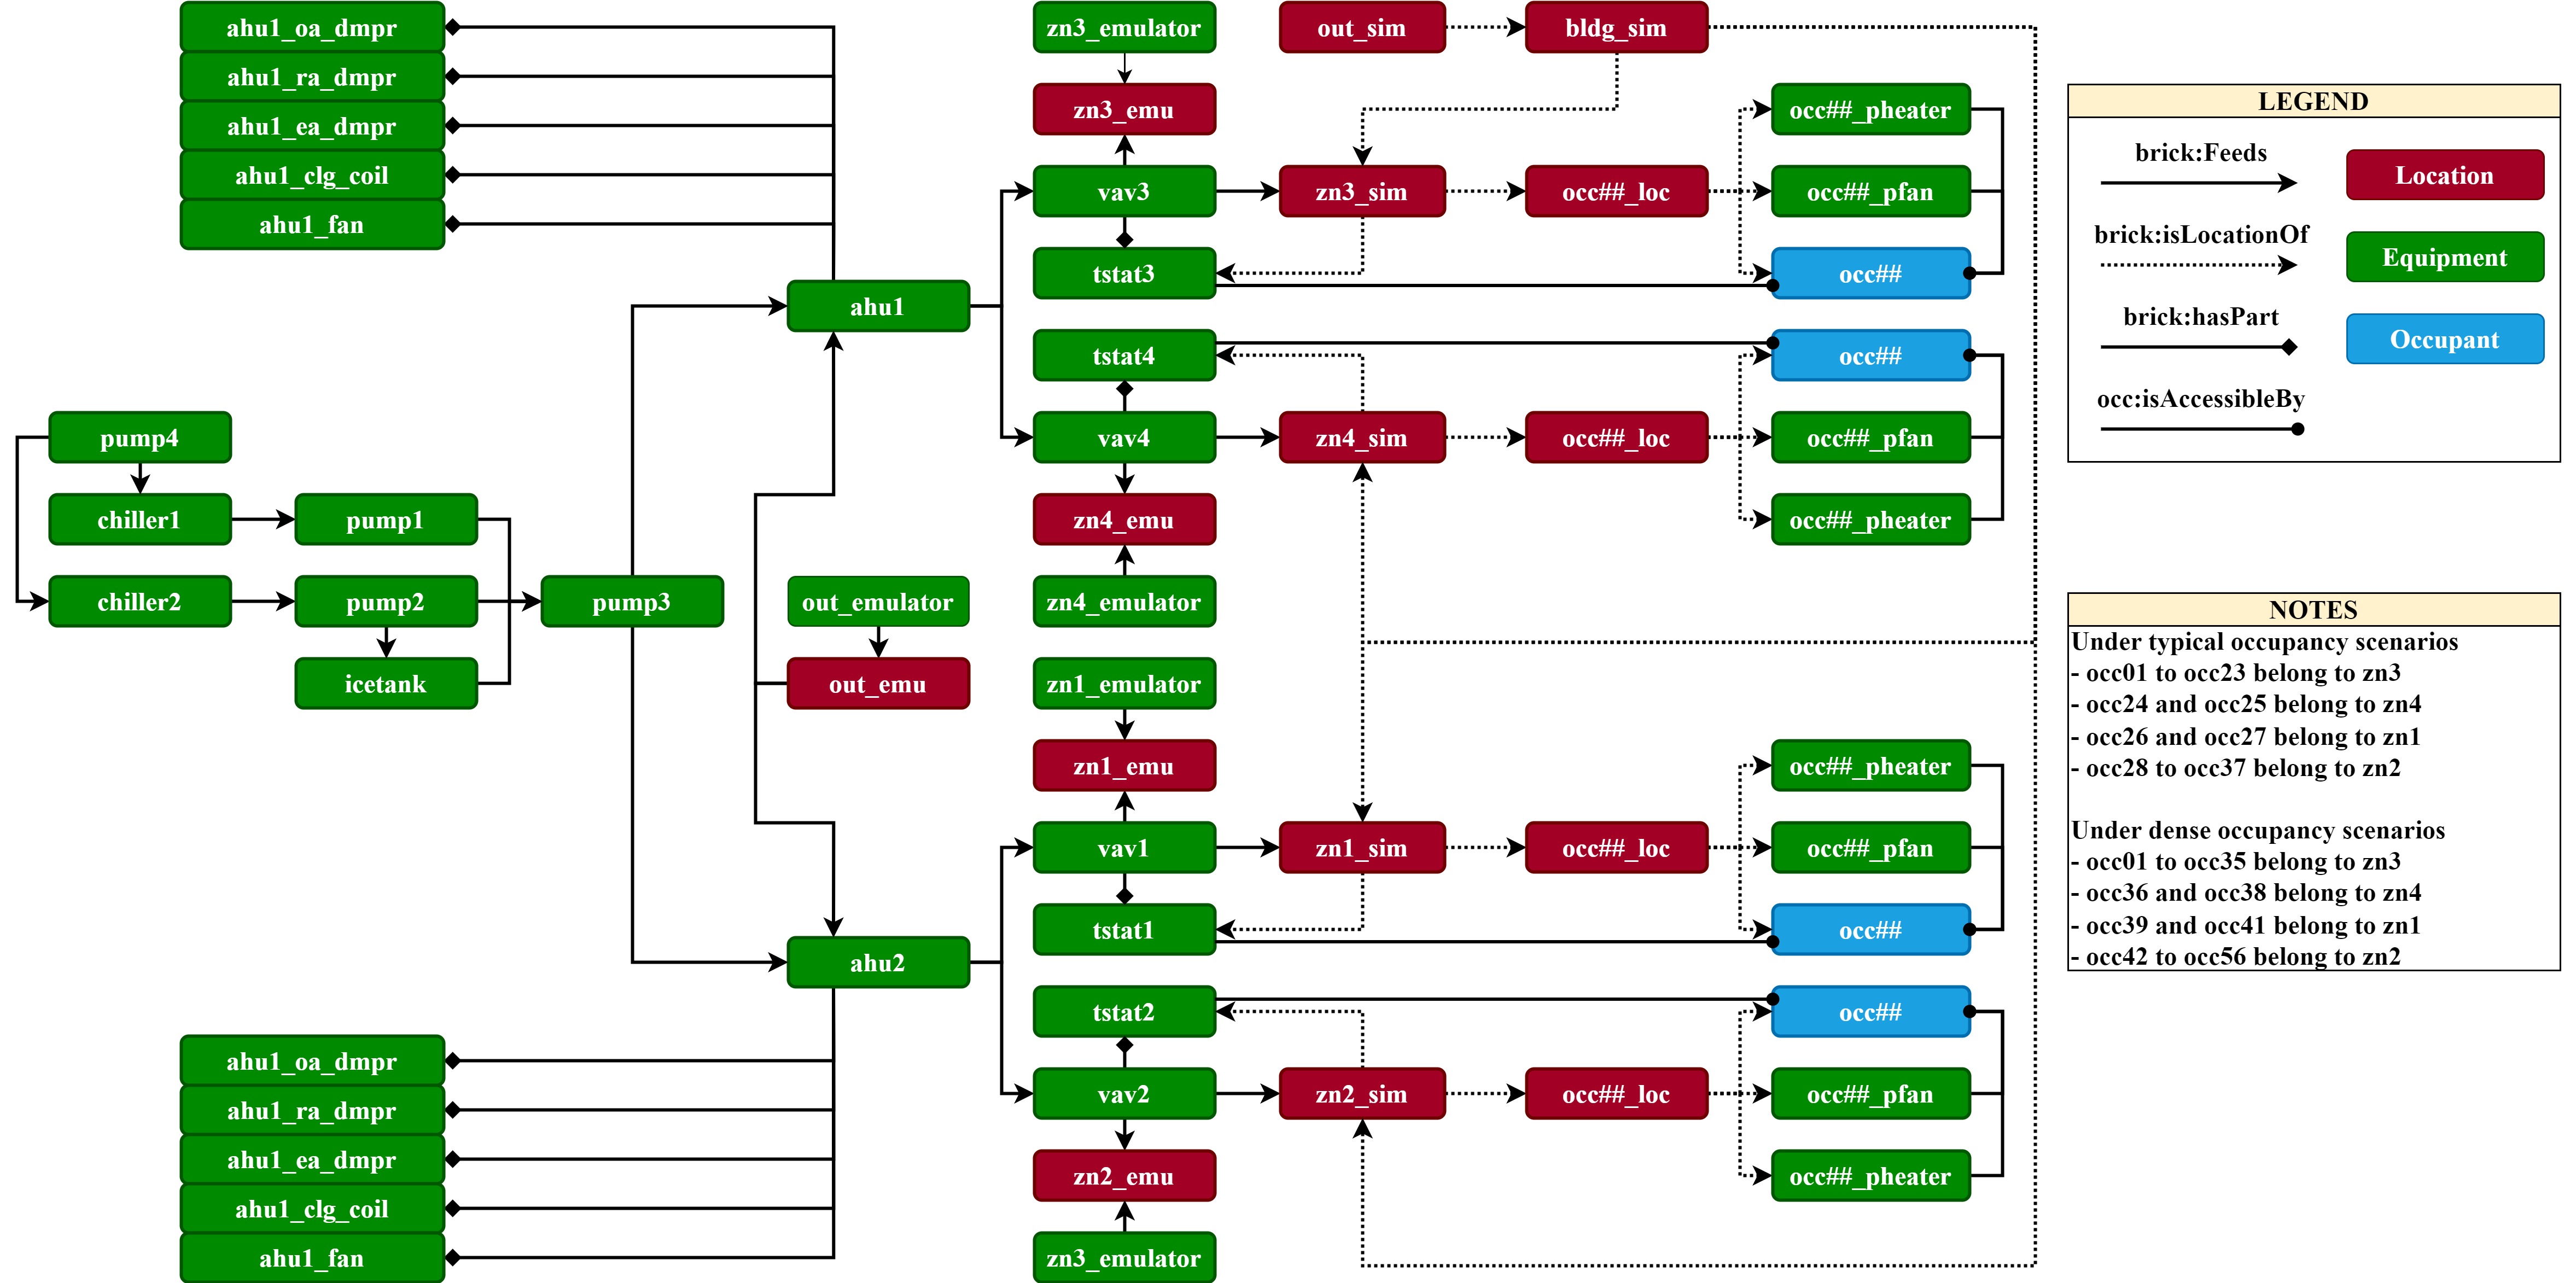 ahu1_oa_dmpr
ahu1_ra_dmpr
ahu1_ea_dmpr
ahu1_clg_coil
ahu1_fan
pump4
chiller1
pump1
chiller2
pump2
icetank
pump3
ahu1
out_emulator
out_emu
ahu2
ahu1_oa_dmpr
ahu1_ra_dmpr
ahu1_ea_dmpr
ahu1_clg_coil
ahu1_fan
zn3_emulator
zn3_emu
vav3
tstat3
tstat4
vav4
zn4_emu
zn4_emulator
zn1_emulator
zn1_emu
vav1
tstat1
tstat2
vav2
zn2_emu
zn3_emulator
out_sim
bldg_sim
zn3_sim
occ##_loc
occ##_pheater
occ##_pfan
occ##
zn4_sim
occ##_loc
occ##
occ##_pfan
occ##_pheater
zn1_sim
occ##_loc
occ##_pheater
occ##_pfan
occ##
zn2_sim
occ##_loc
occ##
occ##_pfan
occ##_pheater
LEGEND
brick:Feeds
Location
brick:isLocationOf
Equipment
brick:hasPart
Occupant
occ:isAccessibleBy
NOTES
Under typical occupancy scenarios
- occ01 to occ23 belong to zn3
- occ24 and occ25 belong to zn4
- occ26 and occ27 belong to zn1
- occ28 to occ37 belong to zn2
Under dense occupancy scenarios
- occ01 to occ35 belong to zn3
- occ36 and occ38 belong to zn4
- occ39 and occ41 belong to zn1
- occ42 to occ56 belong to zn2